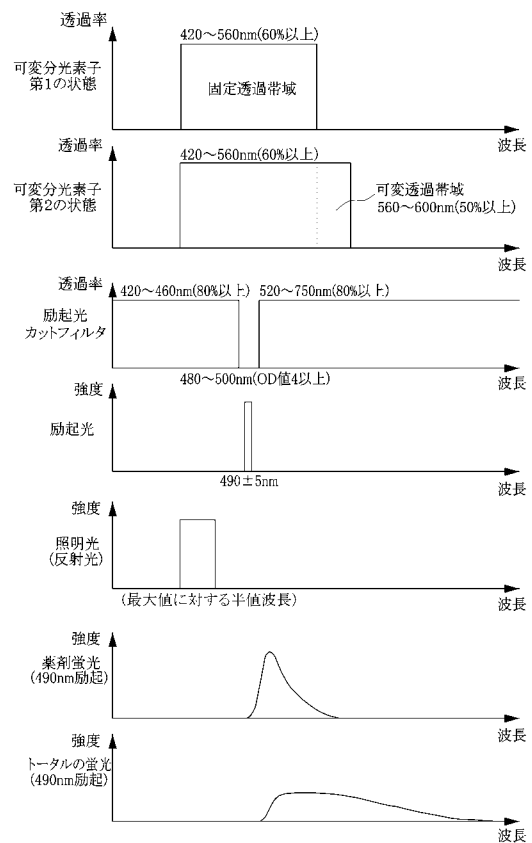 透過率
420～560nm(60%以上)
可変分光素子
第1の状態
固定透過帯域
波長
透過率
420～560nm(60%以上)
可変分光素子
第2の状態
可変透過帯域
560～600nm(50%以上)
波長
透過率
420～460nm(80%以上)
520～750nm(80%以上)
励起光
カットフィルタ
480～500nm(OD値4以上)
波長
強度
励起光
490±5nm
波長
強度
照明光
(反射光)
(最大値に対する半値波長)
波長
強度
薬剤蛍光
(490nm励起)
波長
強度
トータルの蛍光
(490nm励起)
波長